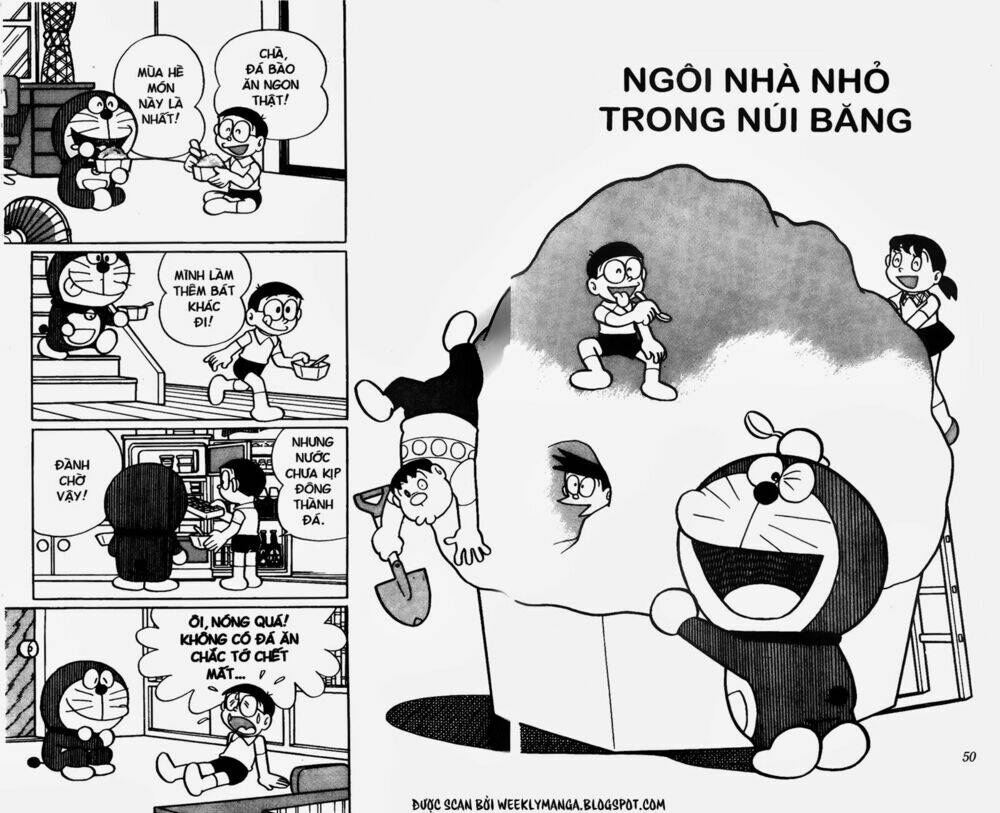 NGÔI NHÀ NHỎ
TRONG NÚI BĂNG
CHÀ,
ĐÁ BÀO
ĂN NGON
THẬT!
MÙA HÈ
MÓN
NẦY LÀ
NHẤT!
MÌNH LÀM
THÊM BÁT
KHÁC
ĐI!
NHƯNG
NƯỚC
CHƯA KỊP
ĐÔNG
THÀNH
ĐÁ.
ĐÀNH
CHỜ
VẬY!
ÔI, NÓNG QUÁ!
KHÔNG CÓ ĐÁ ĂN
CHẮC TỚ CHẾT
MẤT...
50
ĐƯỢC SCAN BỞI WEEKLYMANGA.BLOGSPOT.COM